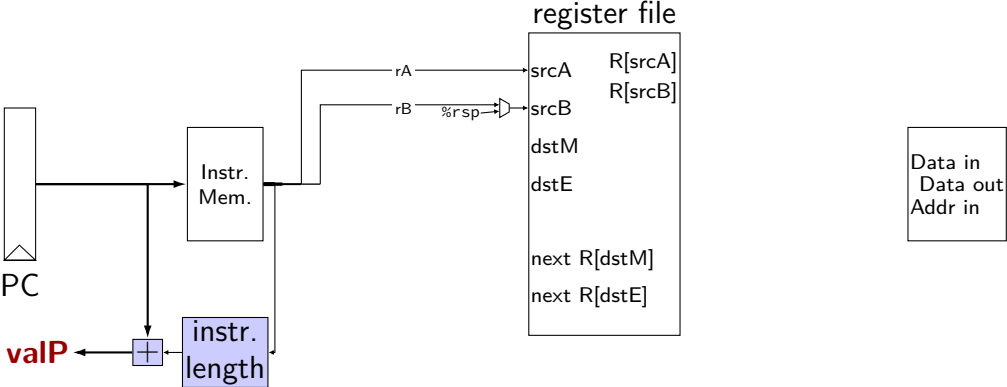 register file
rA
srcA
R[srcA]
R[srcB]
rB
%rsp
srcB
dstM
dstE
next R[dstM]
next R[dstE]
Instr.
Mem.
Data in
Data out
Addr in
PC
valP
+
instr.
length